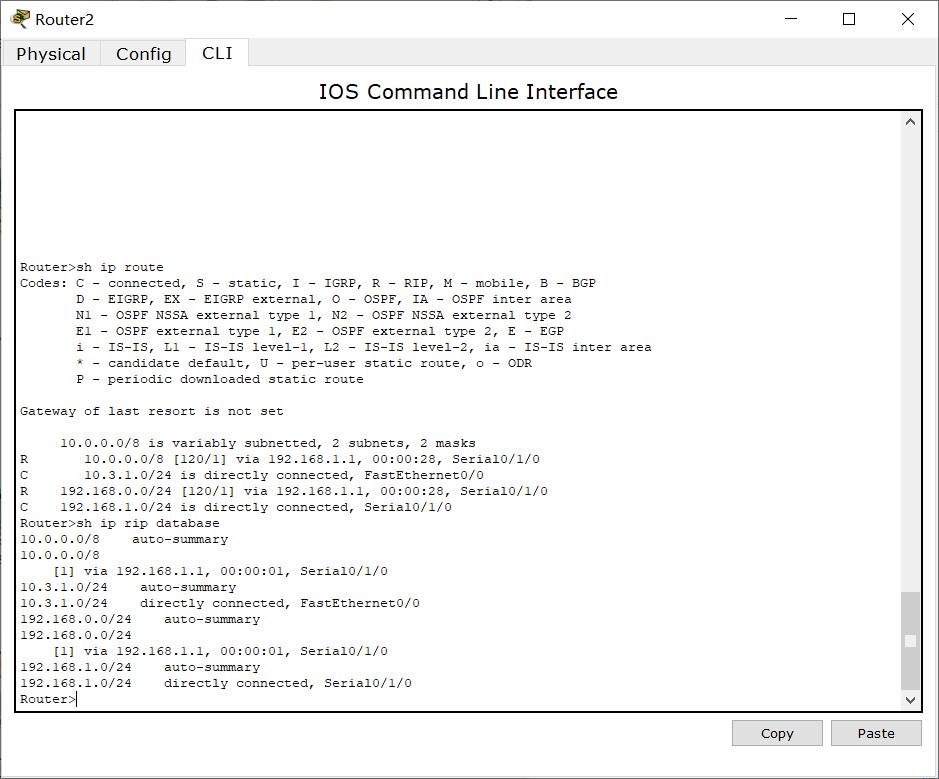 Router2
Physical Config CLI
IOS Command Line Interface
Router>sh ip route
Codes: C - connected, S - static, I - IGRP, R - RIP, M - mobile, B - BGP
       D - EIGRP, EX - EIGRP external, O - OSPF, IA - OSPF inter area
       N1 - OSPF NSSA external type 1, N2 - OSPF NSSA external type 2
       E1 - OSPF external type 1, E2 - OSPF external type 2, E - EGP
       i - IS-IS, L1 - IS-IS level-1, L2 - IS-IS level-2, ia - IS-IS inter area
       * - candidate default, U - per-user static route, o - ODR
       P - periodic downloaded static route
Gateway of last resort is not set
     10.0.0.0/8 is variably subnetted, 2 subnets, 2 masks
R       10.0.0.0/8 [120/1] via 192.168.1.1, 00:00:28, Serial0/1/0
C       10.3.1.0/24 is directly connected, FastEthernet0/0
R    192.168.0.0/24 [120/1] via 192.168.1.1, 00:00:28, Serial0/1/0
C    192.168.1.0/24 is directly connected, Serial0/1/0
Router>sh ip rip database
10.0.0.0/8    auto-summary
10.0.0.0/8
    [1] via 192.168.1.1, 00:00:01, Serial0/1/0
10.3.1.0/24    auto-summary
10.3.1.0/24    directly connected, FastEthernet0/0
192.168.0.0/24    auto-summary
192.168.0.0/24
    [1] via 192.168.1.1, 00:00:01, Serial0/1/0
192.168.1.0/24    auto-summary
192.168.1.0/24    directly connected, Serial0/1/0
Router>
Copy Paste